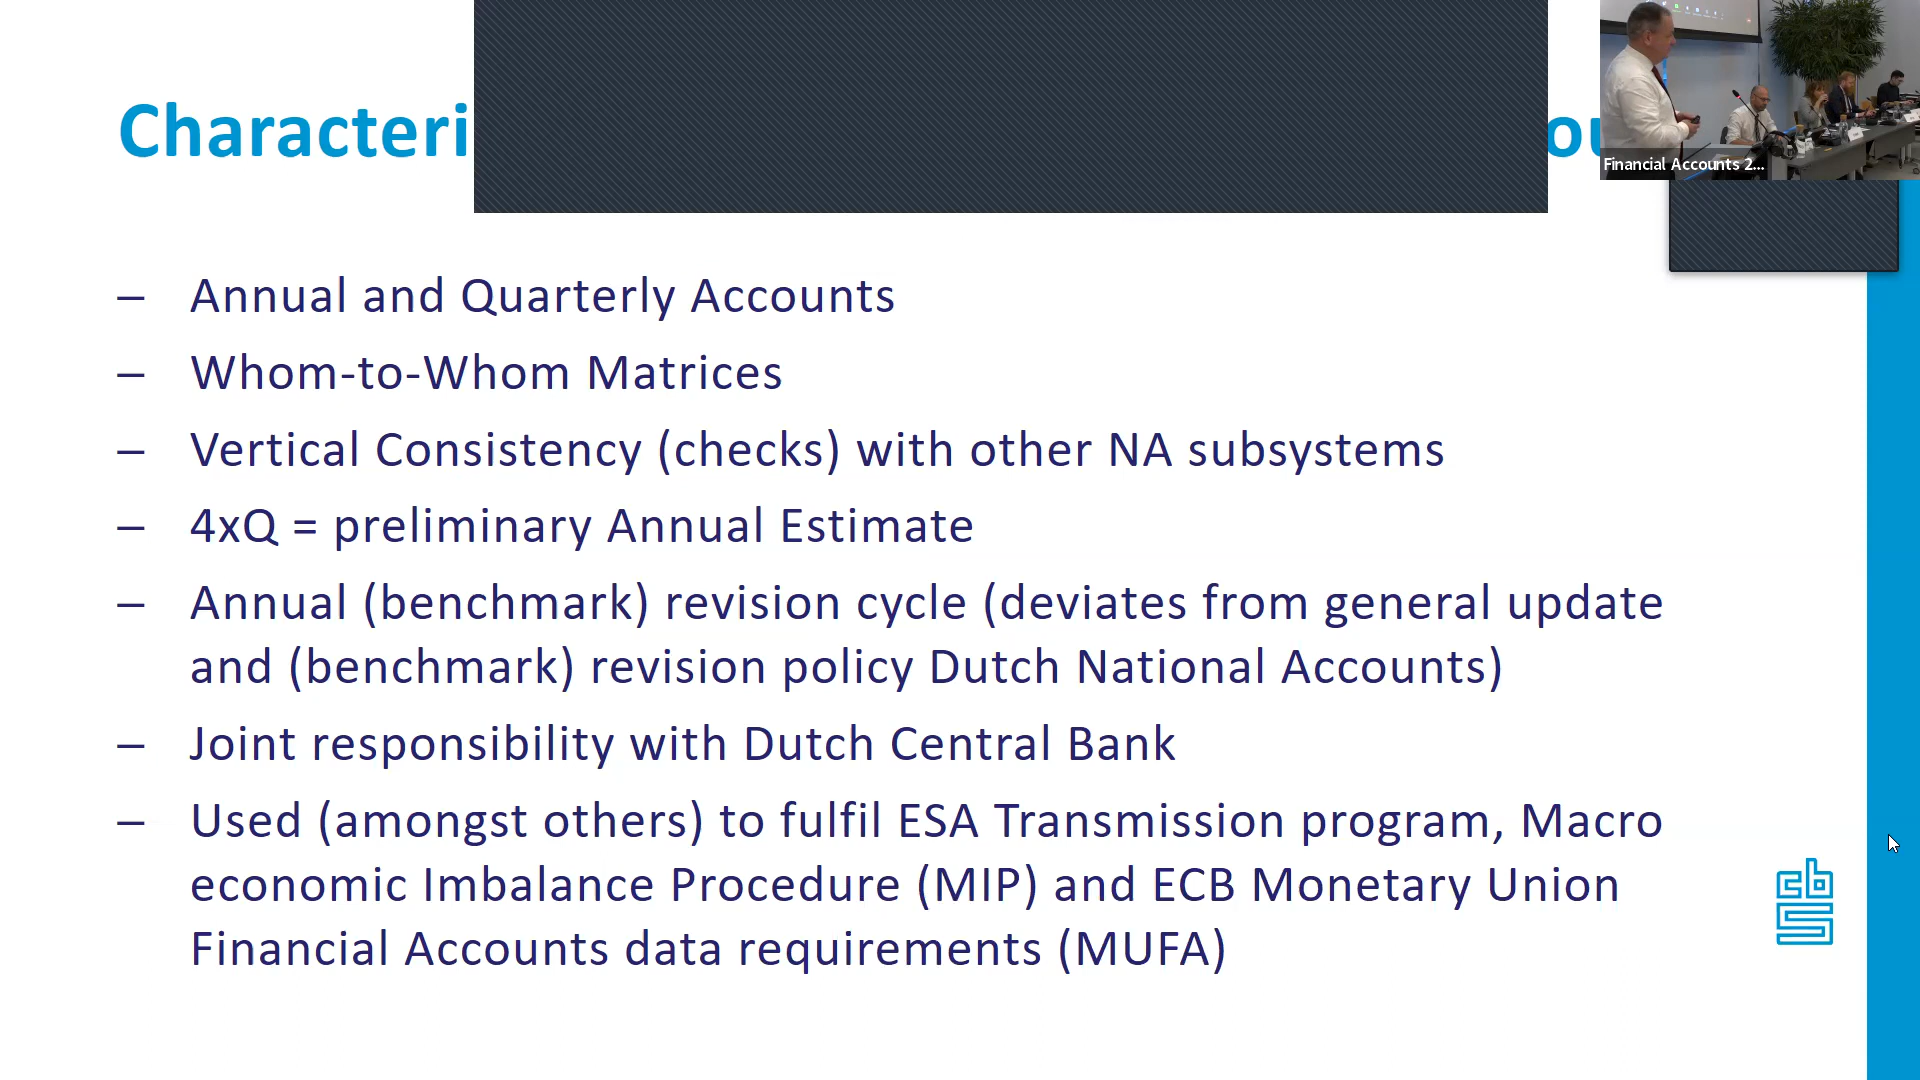 Characteri
Financial Accounts 2...
– Annual and Quarterly Accounts
– Whom-to-Whom Matrices
– Vertical Consistency (checks) with other NA subsystems
– 4xQ = preliminary Annual Estimate
– Annual (benchmark) revision cycle (deviates from general update
and (benchmark) revision policy Dutch National Accounts)
– Joint responsibility with Dutch Central Bank
– Used (amongst others) to fulfil ESA Transmission program, Macro
economic Imbalance Procedure (MIP) and ECB Monetary Union
Financial Accounts data requirements (MUFA)
cbs